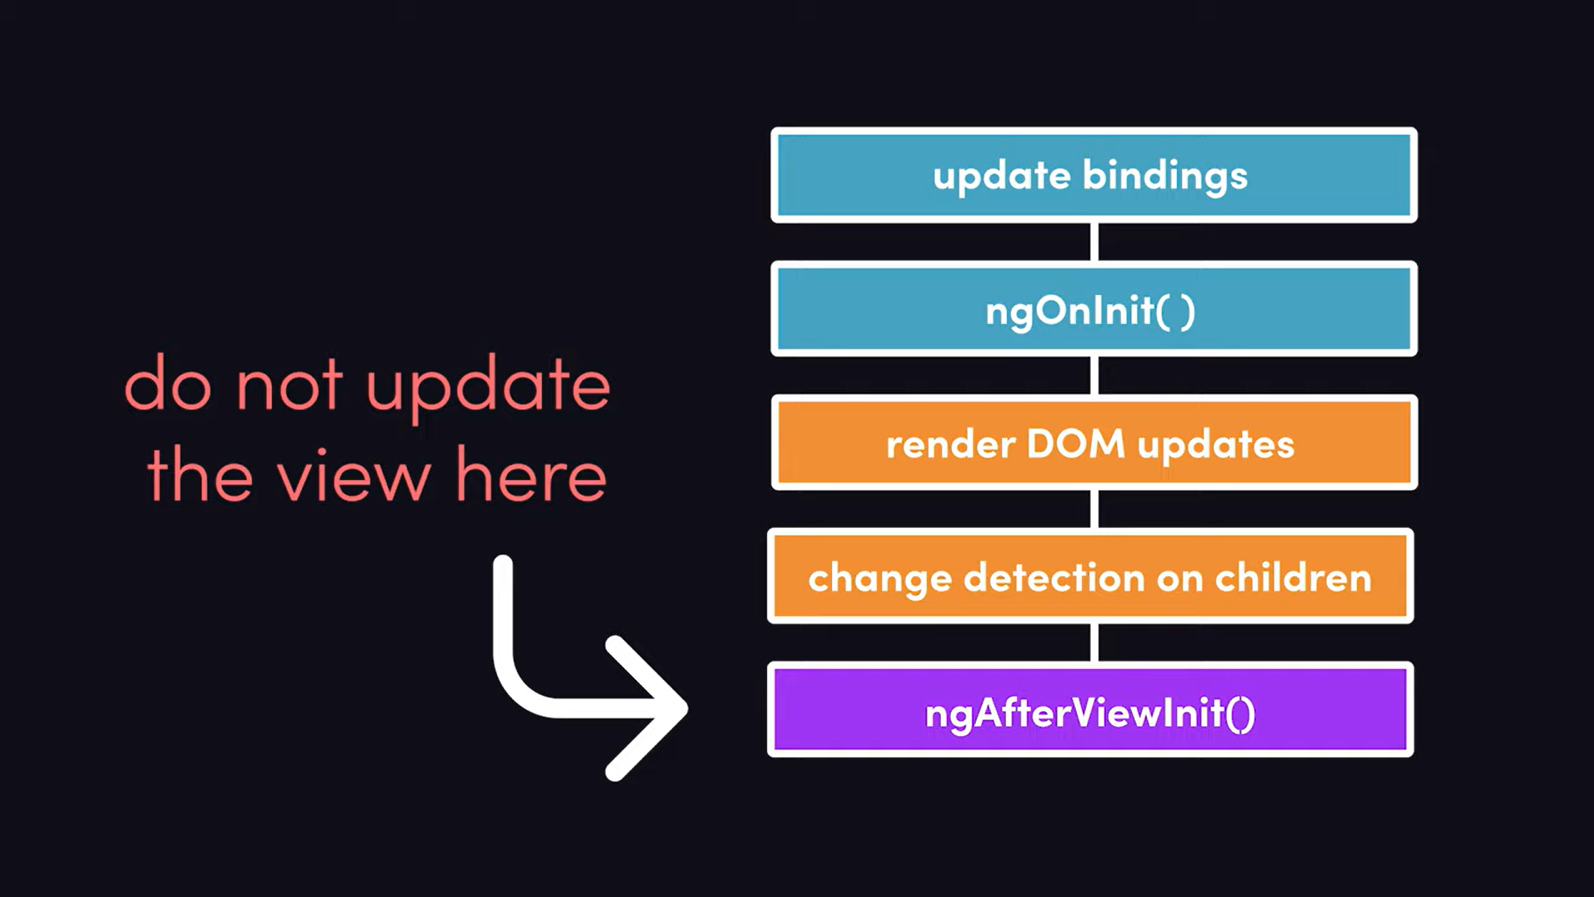 do not update
the view here
update bindings
ngOnInit( )
render DOM updates
change detection on children
ngAfterViewInit()